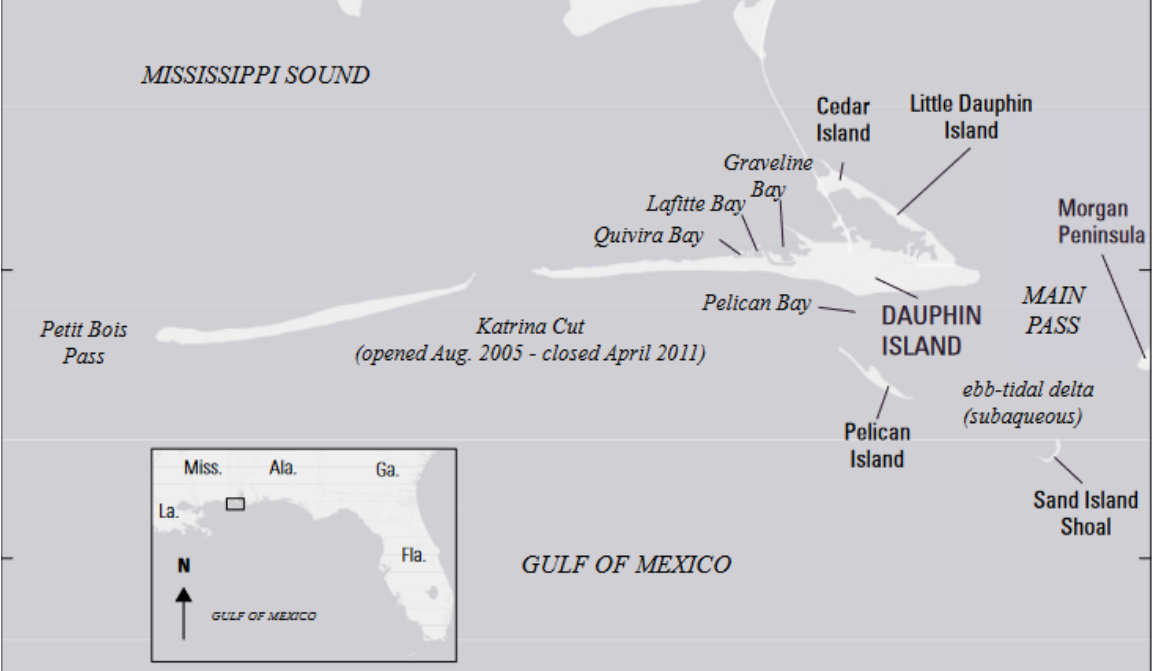 MISSISSIPPI SOUND
Cedar
Island
Little Dauphin
Island
Graveline
Bay
Lafitte Bay
Quivira Bay
Morgan
Peninsula
Pelican Bay
DAUPHIN
ISLAND
MAIN
PASS
Petit Bois
Pass
Katrina Cut
(opened Aug. 2005 - closed April 2011)
ebb-tidal delta
(subaqueous)
Pelican
Island
Sand Island
Shoal
GULF OF MEXICO
Miss.
Ala.
Ga.
La.
Fla.
N
GULF OF MEXICO